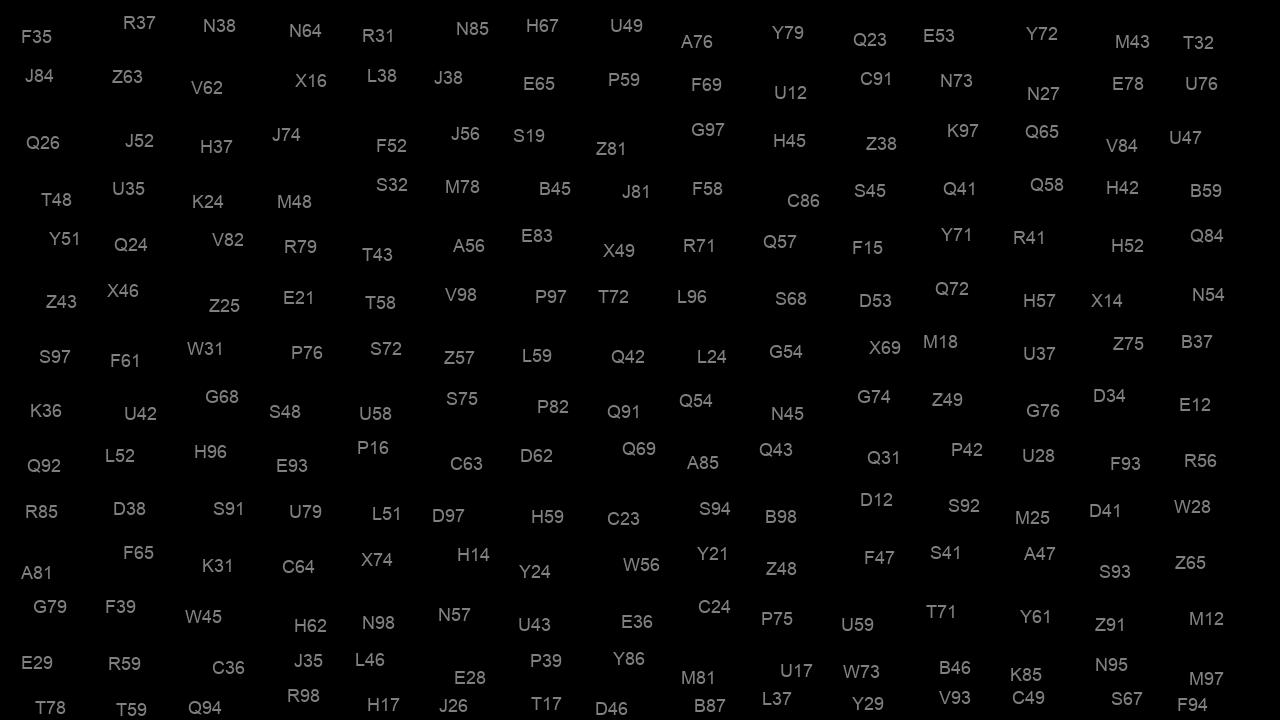 F35 R37 N38 N64 R31 N85 H67 U49 A76 Y79 Q23 E53 Y72 M43 T32
J84 Z63 V62 X16 L38 J38 E65 P59 F69 U12 C91 N73 N27 E78 U76
Q26 J52 H37 J74 F52 J56 S19 Z81 G97 H45 Z38 K97 Q65 V84 U47
T48 U35 K24 M48 S32 M78 B45 J81 F58 C86 S45 Q41 Q58 H42 B59
Y51 Q24 V82 R79 T43 A56 E83 X49 R71 Q57 F15 Y71 R41 H52 Q84
Z43 X46 Z25 E21 T58 V98 P97 T72 L96 S68 D53 Q72 H57 X14 N54
S97 F61 W31 P76 S72 Z57 L59 Q42 L24 G54 X69 M18 U37 Z75 B37
K36 U42 G68 S48 U58 S75 P82 Q91 Q54 N45 G74 Z49 G76 D34 E12
Q92 L52 H96 E93 P16 C63 D62 Q69 A85 Q43 Q31 P42 U28 F93 R56
R85 D38 S91 U79 L51 D97 H59 C23 S94 B98 D12 S92 M25 D41 W28
A81 F65 K31 C64 X74 H14 Y24 W56 Y21 Z48 F47 S41 A47 S93 Z65
G79 F39 W45 H62 N98 N57 U43 E36 C24 P75 U59 T71 Y61 Z91 M12
E29 R59 C36 J35 L46 E28 P39 Y86 M81 U17 W73 B46 K85 N95 M97
T78 T59 Q94 R98 H17 J26 T17 D46 B87 L37 Y29 V93 C49 S67 F94